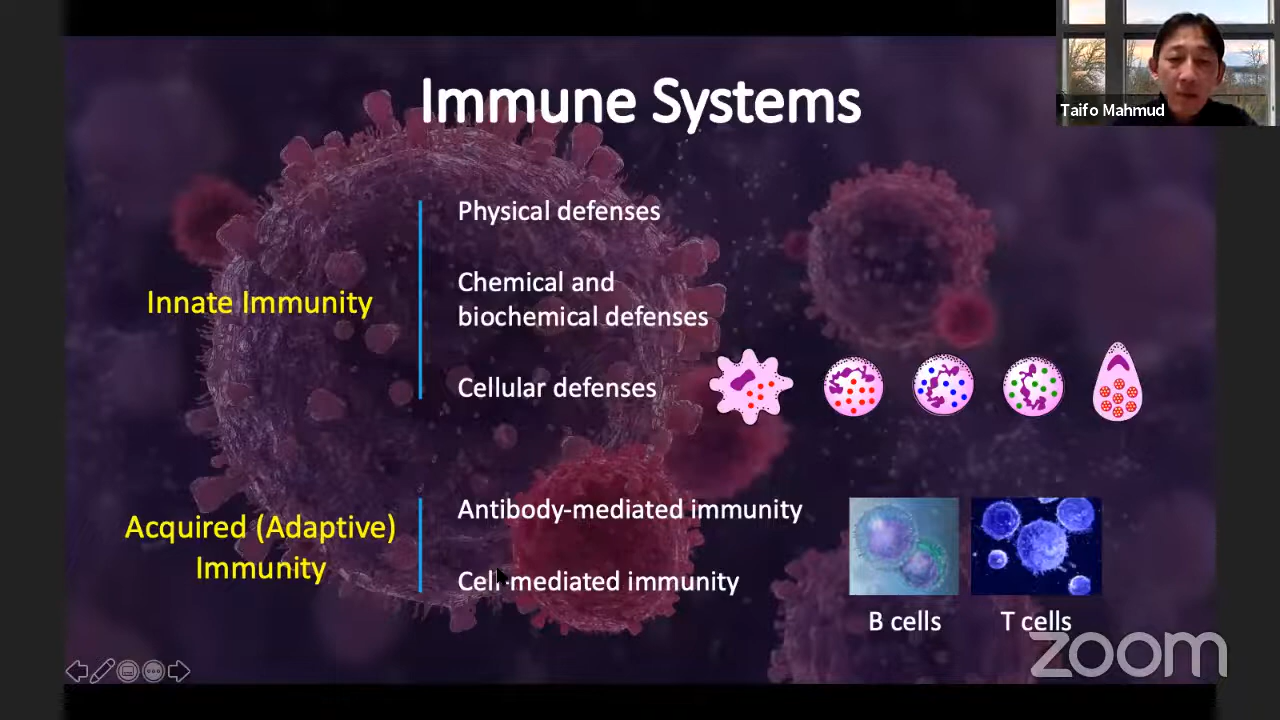 Immune Systems
Taifo Mahmud
Physical defenses
Chemical and
biochemical defenses
Innate Immunity
Cellular defenses
Antibody-mediated immunity
Acquired (Adaptive)
Immunity
Cell-mediated immunity
B cells
T cells
zoom